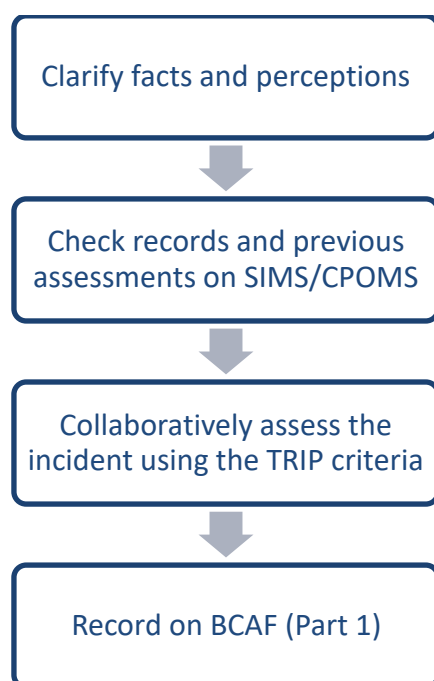 Clarify facts and perceptions
Check records and previous
assessments on SIMS/CPOMS
Collaboratively assess the
incident using the TRIP criteria
Record on BCAF (Part 1)